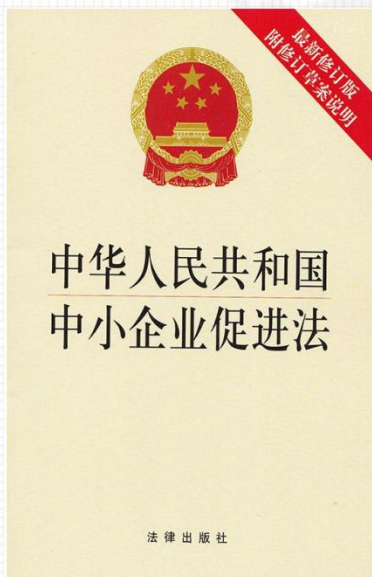 最新修订版
附修订草案说明
中华人民共和国
中小企业促进法
法律出版社